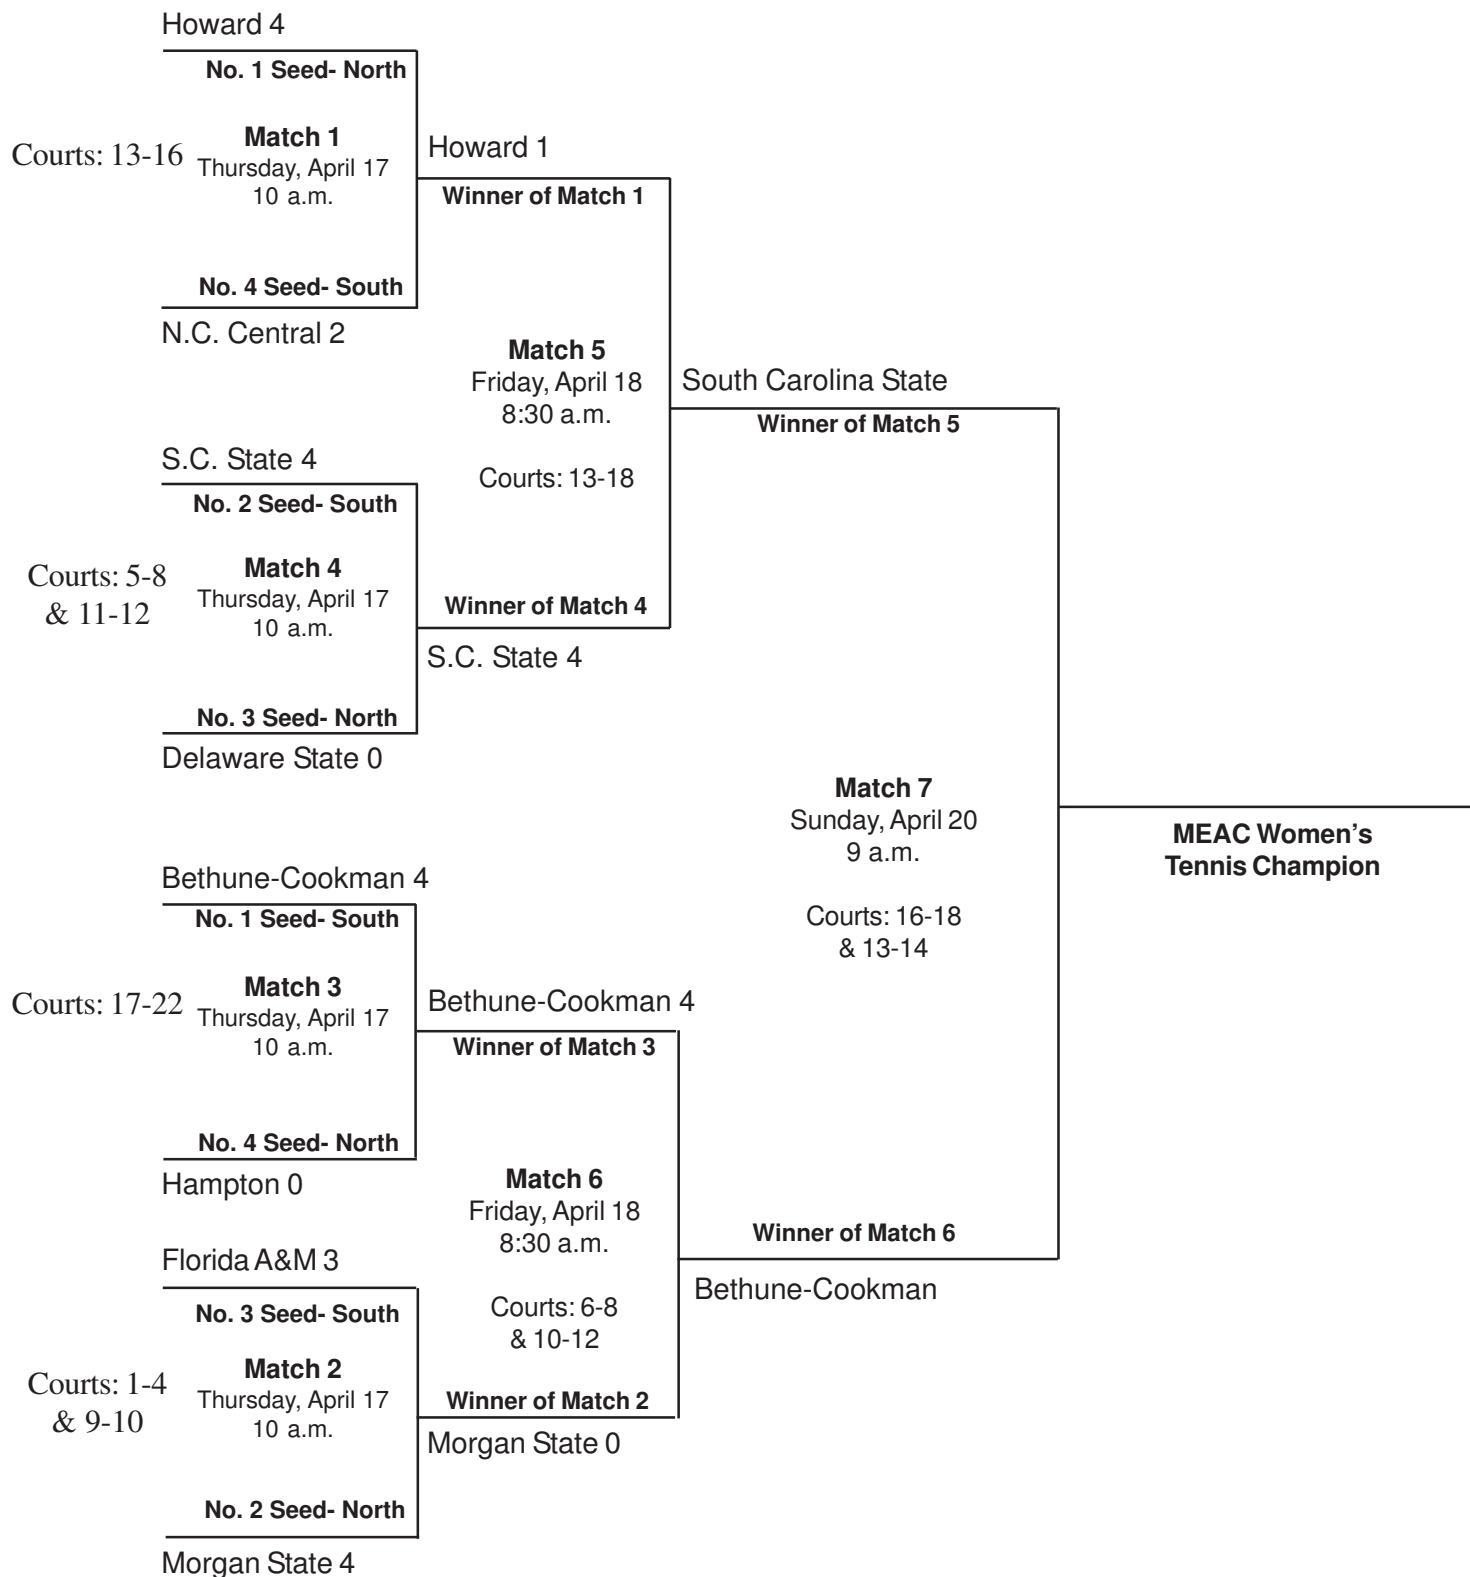 Howard 4
No. 1 Seed- North
Courts: 13-16
Match 1
Thursday, April 17
10 a.m.
Howard 1
Winner of Match 1
No. 4 Seed- South
N.C. Central 2
Match 5
Friday, April 18
8:30 a.m.
Courts: 13-18
South Carolina State
Winner of Match 5
S.C. State 4
No. 2 Seed- South
Courts: 5-8
& 11-12
Match 4
Thursday, April 17
10 a.m.
Winner of Match 4
S.C. State 4
No. 3 Seed- North
Delaware State 0
Match 7
Sunday, April 20
9 a.m.
Courts: 16-18
& 13-14
MEAC Women's
Tennis Champion
Bethune-Cookman 4
No. 1 Seed- South
Courts: 17-22
Match 3
Thursday, April 17
10 a.m.
Bethune-Cookman 4
Winner of Match 3
No. 4 Seed- North
Hampton 0
Match 6
Friday, April 18
8:30 a.m.
Courts: 6-8
& 10-12
Winner of Match 6
Bethune-Cookman
Florida A&M 3
No. 3 Seed- South
Courts: 1-4
& 9-10
Match 2
Thursday, April 17
10 a.m.
Winner of Match 2
Morgan State 0
No. 2 Seed- North
Morgan State 4